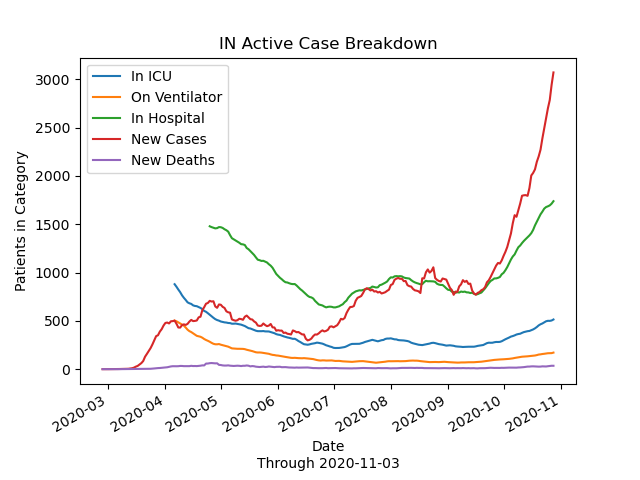 IN Active Case Breakdown
Patients in Category
3000
2500
2000
1500
1000
500
0
In ICU
On Ventilator
In Hospital
New Cases
New Deaths
2020-03
2020-04
2020-05
2020-06
2020-07
2020-08
2020-09
2020-10
2020-11
Date
Through 2020-11-03